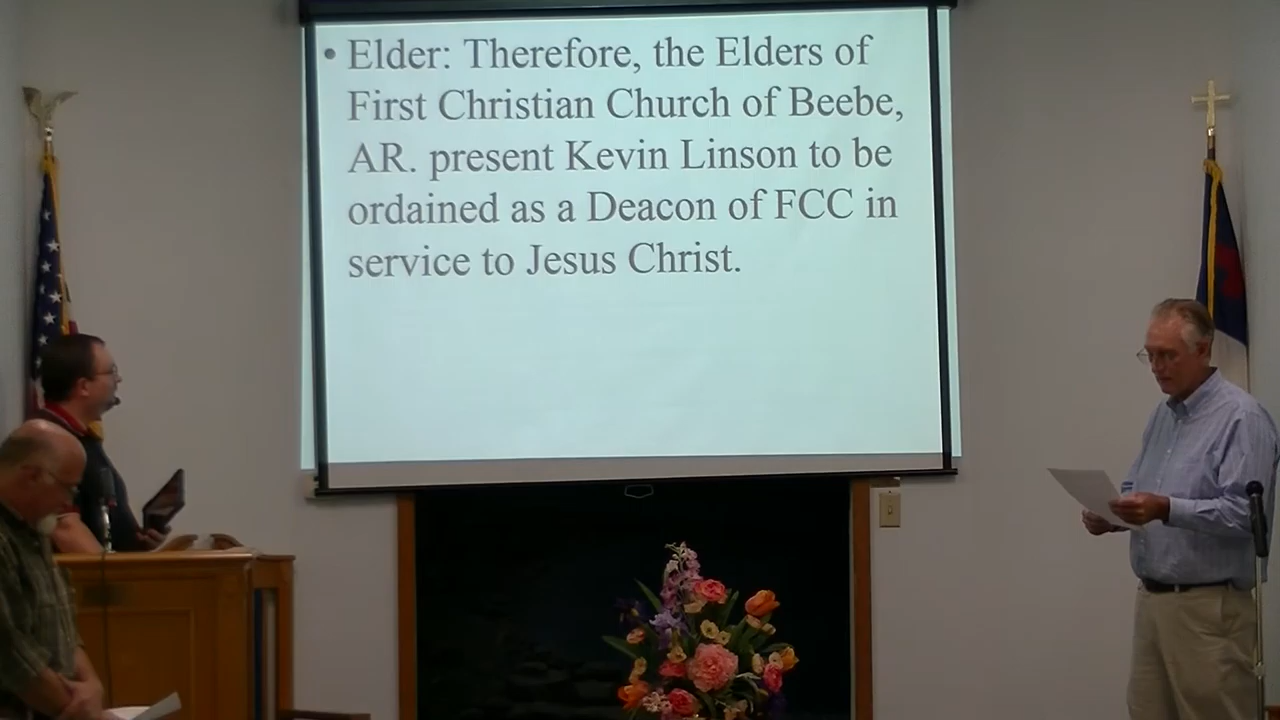 • Elder: Therefore, the Elders of
First Christian Church of Beebe,
AR. present Kevin Linson to be
ordained as a Deacon of FCC in
service to Jesus Christ.